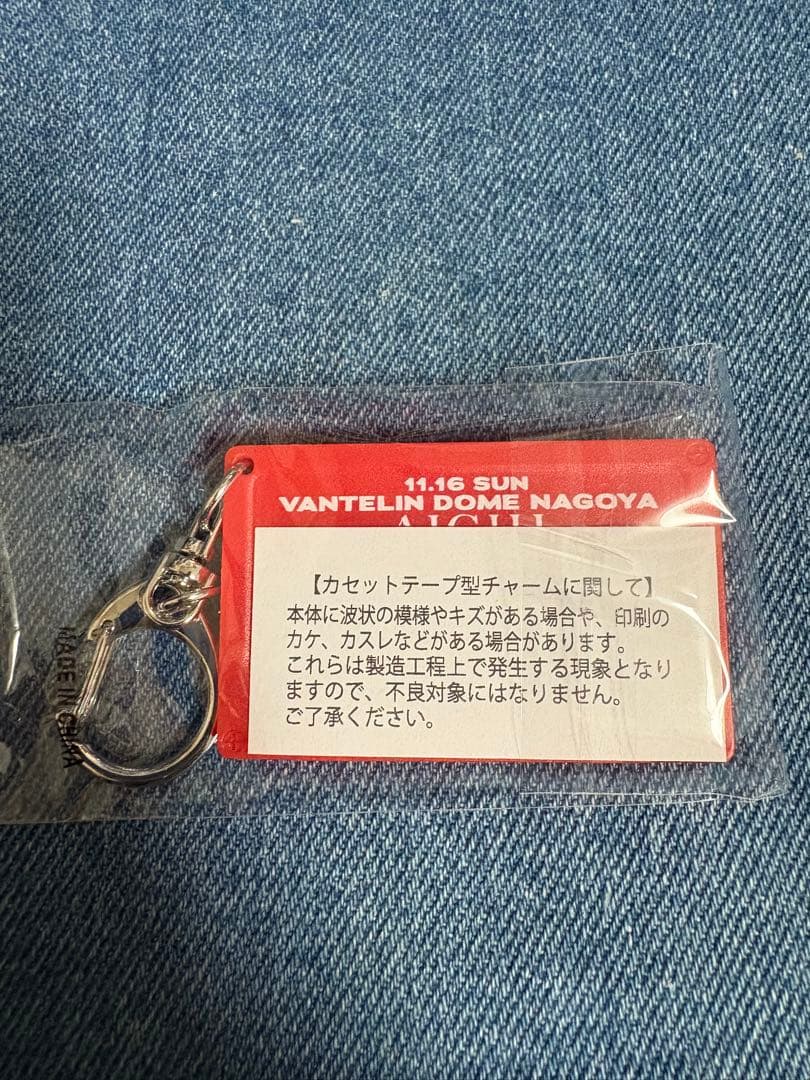 11.16 SUN
VANTELIN DOME NAGOYA
AICHI
【カセットテープ型チャームに関して】
本体に波状の模様やキズがある場合や、印刷の
カケ、カスレなどがある場合があります。
これらは製造工程上で発生する現象となり
ますので、不良対象にはなりません。
ご了承ください。
MADE IN CHINA